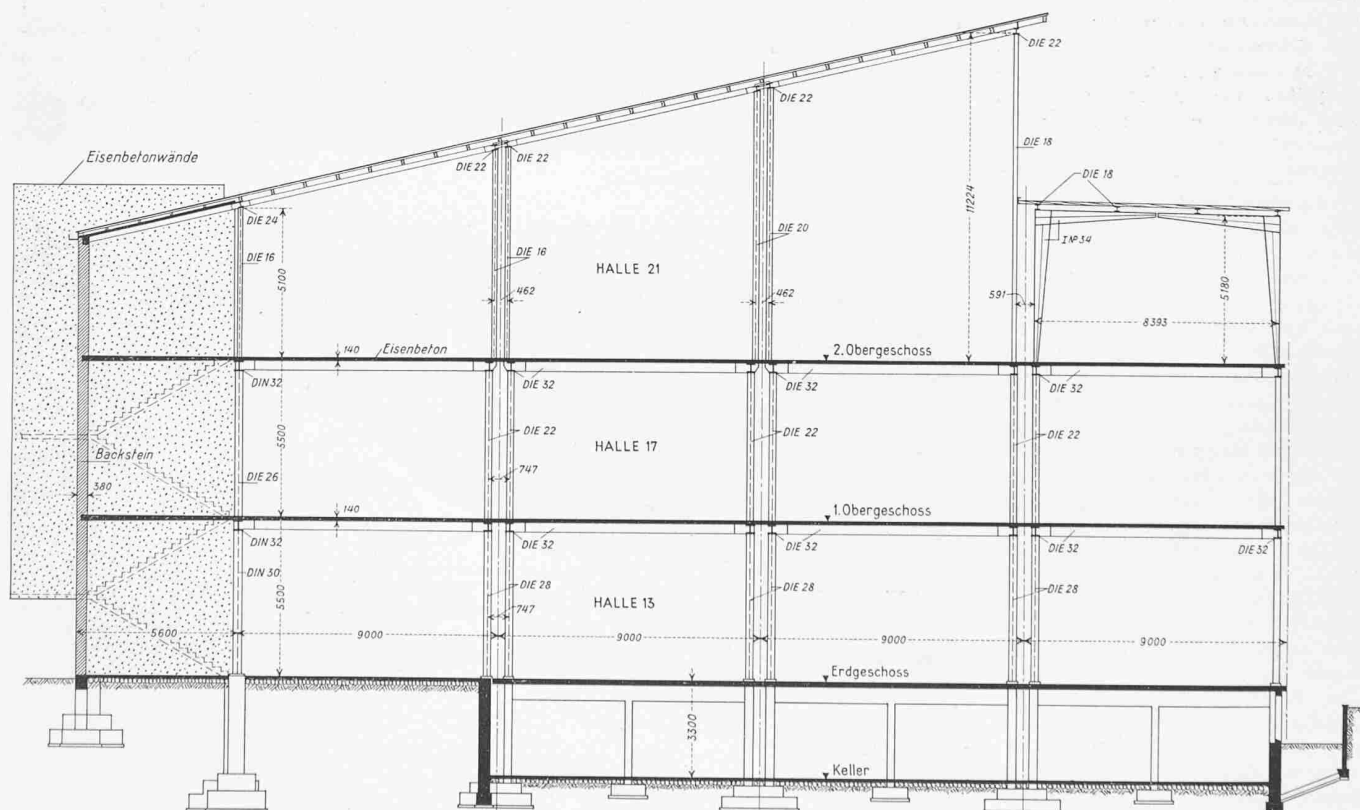 DIE 22
Eisenbetonwände
DIE 22
DIE 22
DIE 22
DIE 18
DIE 18
DIE 24
DIE 16
5100
DIE 16
462
HALLE 21
DIE 20
462
11224
INP 34
591
5180
8393
140
Eisenbeton
2. Obergeschoss
DIN 32
DIE 32
DIE 32
DIE 32
5500
Backstein
DIE 22
HALLE 17
DIE 22
DIE 22
380
DIE 26
747
140
1. Obergeschoss
DIN 32
DIE 32
DIE 32
DIE 32
DIE 32
DIN 30
5500
DIE 28
HALLE 13
DIE 28
DIE 28
747
5600
9000
9000
9000
9000
Erdgeschoss
3300
Keller